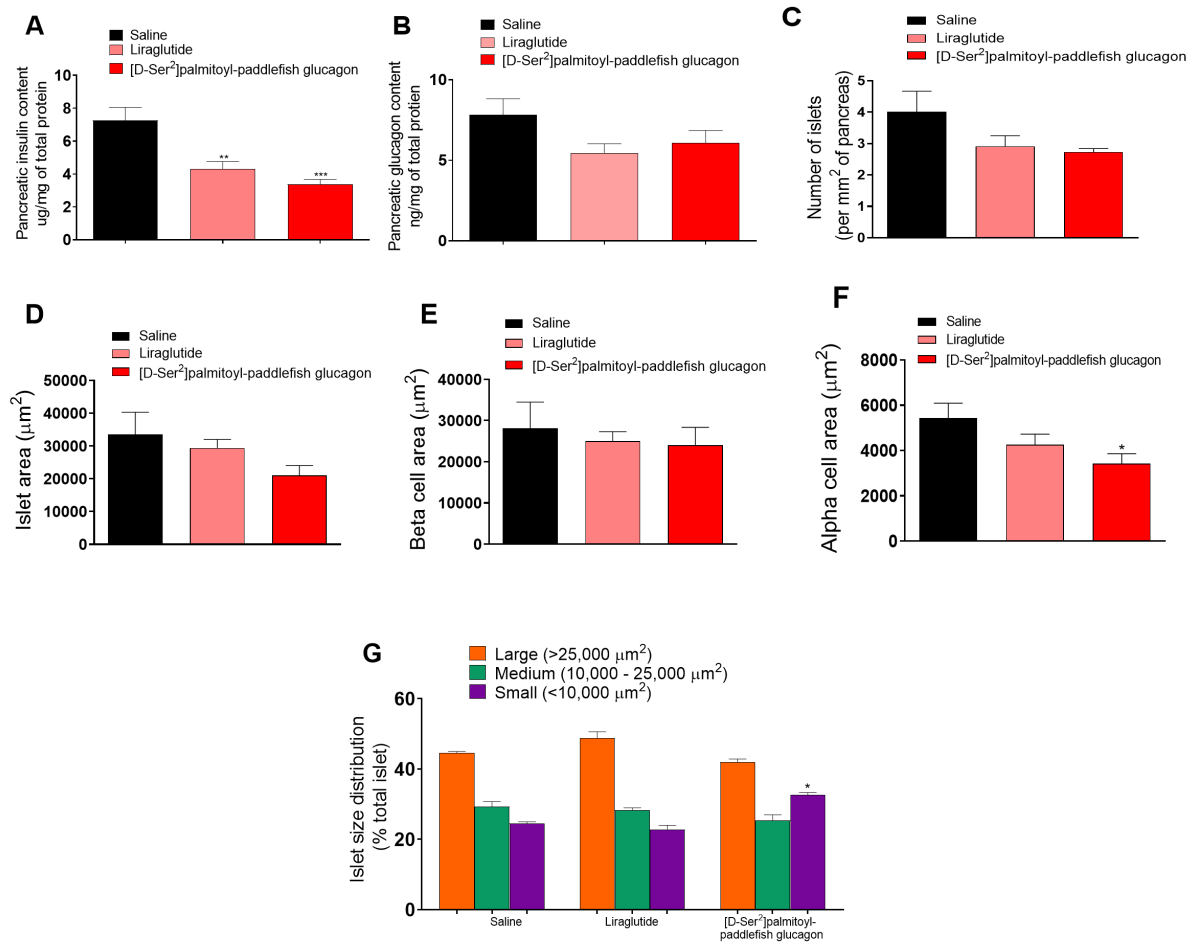 A
Saline
Liraglutide
[D-Ser2]palmitoyl-paddlefish glucagon
Pancreatic insulin content
ug/mg of total protein
10
8
6
4
2
0
**
***
B
Saline
Liraglutide
[D-Ser2]palmitoyl-paddlefish glucagon
Pancreatic glucagon content
ng/mg of total protien
10
5
0
C
Saline
Liraglutide
[D-Ser2]palmitoyl-paddlefish glucagon
Number of islets
(per mm2 of pancreas)
5
4
3
2
1
0
D
Saline
Liraglutide
[D-Ser2]palmitoyl-paddlefish glucagon
Islet area (μm2)
50000
40000
30000
20000
10000
0
E
Saline
Liraglutide
[D-Ser2]palmitoyl-paddlefish glucagon
Beta cell area (μm2)
40000
30000
20000
10000
0
F
Saline
Liraglutide
[D-Ser2]palmitoyl-paddlefish glucagon
Alpha cell area (μm2)
8000
6000
4000
2000
0
*
G
Large (>25,000 μm2)
Medium (10,000 - 25,000 μm2)
Small (<10,000 μm2)
Islet size distribution
(% total islet)
60
40
20
0
*
Saline
Liraglutide
[D-Ser2]palmitoyl-
paddlefish glucagon